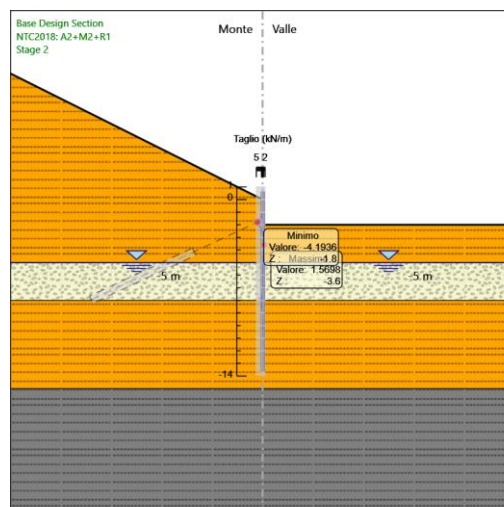 Base Design Section
NTC2018: A2+M2+R1
Stage 2
Monte Valle
Taglio (kN/m)
5 2
1
0
Minimo
Valore: -4.1936
Z : -1.8
Massimo
Valore: 1.5698
Z : -3.6
-5 m
-5 m
-14